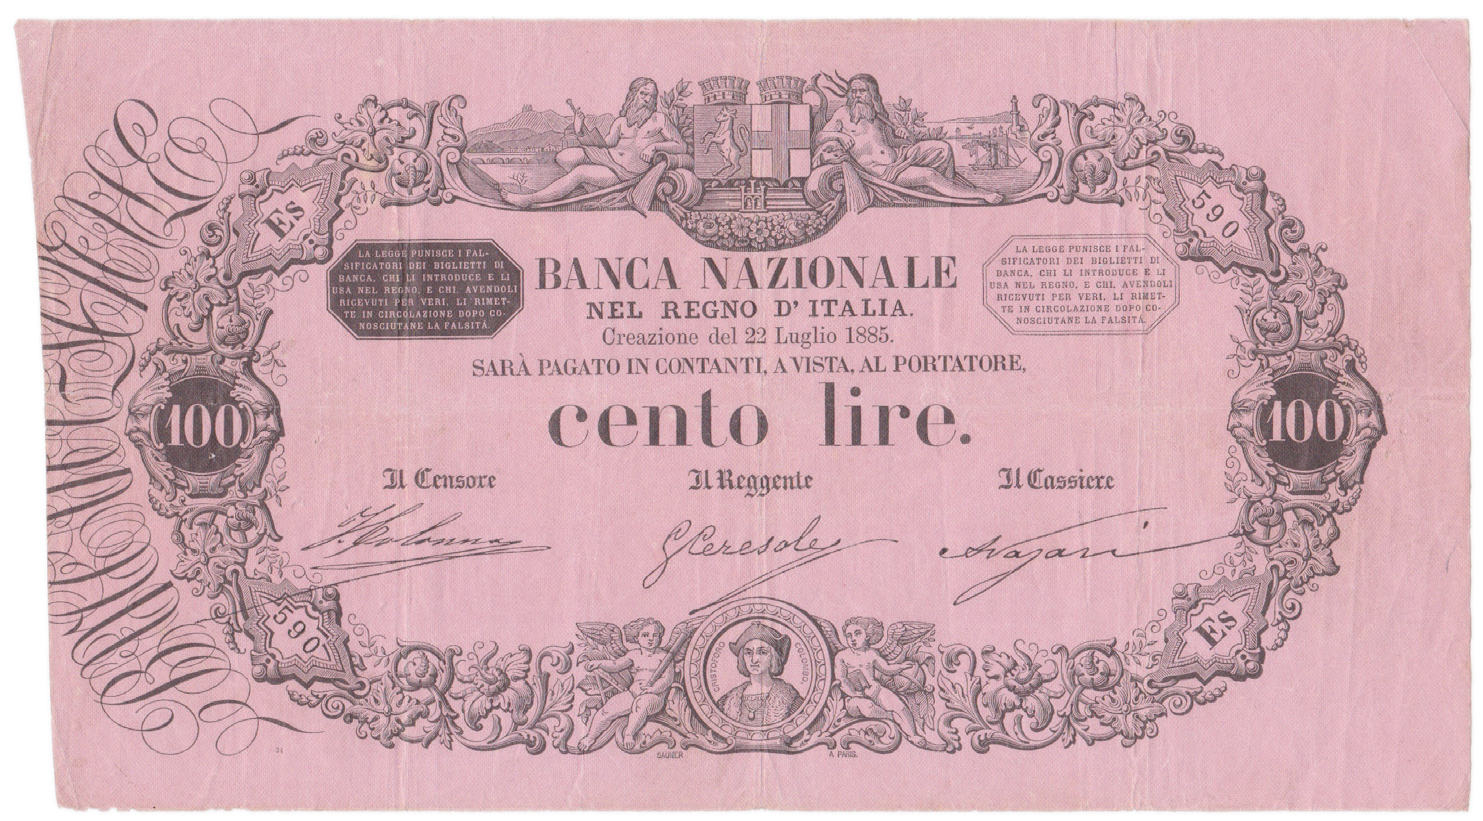 Es
590
LA LEGGE PUNISCE I FAL-
SIFICATORI DEI BIGLIETTI DI
BANCA, CHI LI INTRODUCE E LI
USA NEL REGNO, E CHI, AVENDOLI
RICEVUTI PER VERI, LI RIMET-
TE IN CIRCOLAZIONE DOPO CO-
NOSCIUTANE LA FALSITÀ.
LA LEGGE PUNISCE I FAL-
SIFICATORI DEI BIGLIETTI DI
BANCA, CHI LI INTRODUCE E LI
USA NEL REGNO, E CHI, AVENDOLI
RICEVUTI PER VERI, LI RIMET-
TE IN CIRCOLAZIONE DOPO CO-
NOSCIUTANE LA FALSITÀ.
BANCA NAZIONALE
NEL REGNO D'ITALIA.
Creazione del 22 Luglio 1885.
SARÀ PAGATO IN CONTANTI, A VISTA, AL PORTATORE,
cento lire.
100
100
Il Censore
Il Reggente
Il Cassiere
G Ceresole
590
Es
CRISTOFORO COLOMBO.
A PARIS.